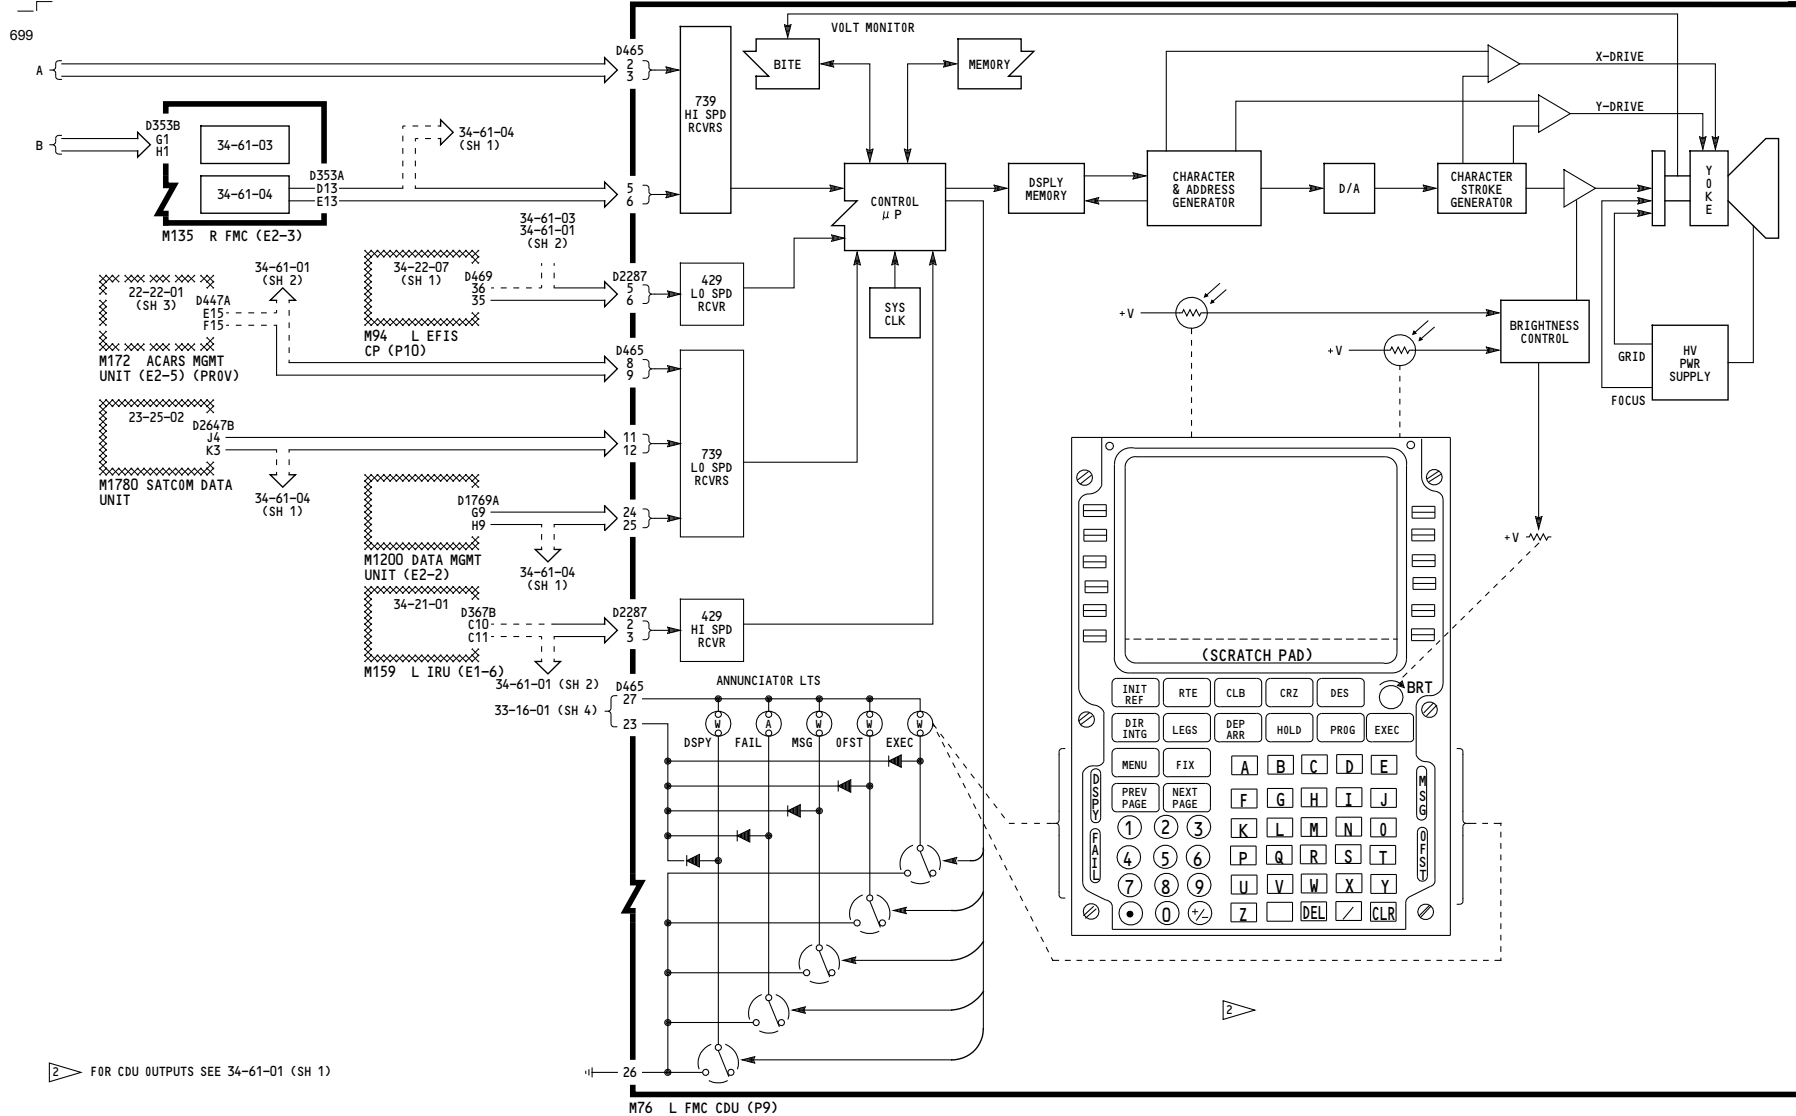 699
VOLT MONITOR
D465
A
2
3
739
HI SPD
RCVRS
BITE
MEMORY
X-DRIVE
Y-DRIVE
B
D353B
G1
H1
34-61-03
34-61-04
D353A
D13
E13
34-61-04
(SH 1)
5
6
M135 R FMC (E2-3)
CONTROL
μ P
DSPLY
MEMORY
CHARACTER
& ADDRESS
GENERATOR
D/A
CHARACTER
STROKE
GENERATOR
Y
O
K
E
34-61-03
34-61-01
(SH 2)
22-22-01
(SH 3)
D447A
E15
F15
34-61-01
(SH 2)
M172 ACARS MGMT
UNIT (E2-5) (PROV)
34-22-07
(SH 1)
D469
36
35
M94 L EFIS
CP (P10)
D2287
5
6
429
LO SPD
RCVR
SYS
CLK
+V
+V
BRIGHTNESS
CONTROL
GRID
FOCUS
HV
PWR
SUPPLY
D465
8
9
23-25-02
D2647B
J4
K3
M1780 SATCOM DATA
UNIT
34-61-04
(SH 1)
11
12
739
LO SPD
RCVRS
D1769A
G9
H9
M1200 DATA MGMT
UNIT (E2-2)
34-61-04
(SH 1)
24
25
+V
34-21-01
D367B
C10
C11
M159 L IRU (E1-6)
34-61-01 (SH 2)
D2287
2
3
429
HI SPD
RCVR
D465
27
33-16-01 (SH 4)
23
ANNUNCIATOR LTS
W A W W W
DSPY FAIL MSG OFST EXEC
(SCRATCH PAD)
INIT
REF
RTE CLB CRZ DES
BRT
DIR
INTG
LEGS
DEP
ARR
HOLD PROG EXEC
MENU FIX
A B C D E
PREV
PAGE
NEXT
PAGE
F G H I J
1 2 3
K L M N O
4 5 6
P Q R S T
7 8 9
U V W X Y
• 0 +/-
Z DEL / CLR
DSPY
FAIL
MSG
OFST
2
2 FOR CDU OUTPUTS SEE 34-61-01 (SH 1)
26
M76 L FMC CDU (P9)